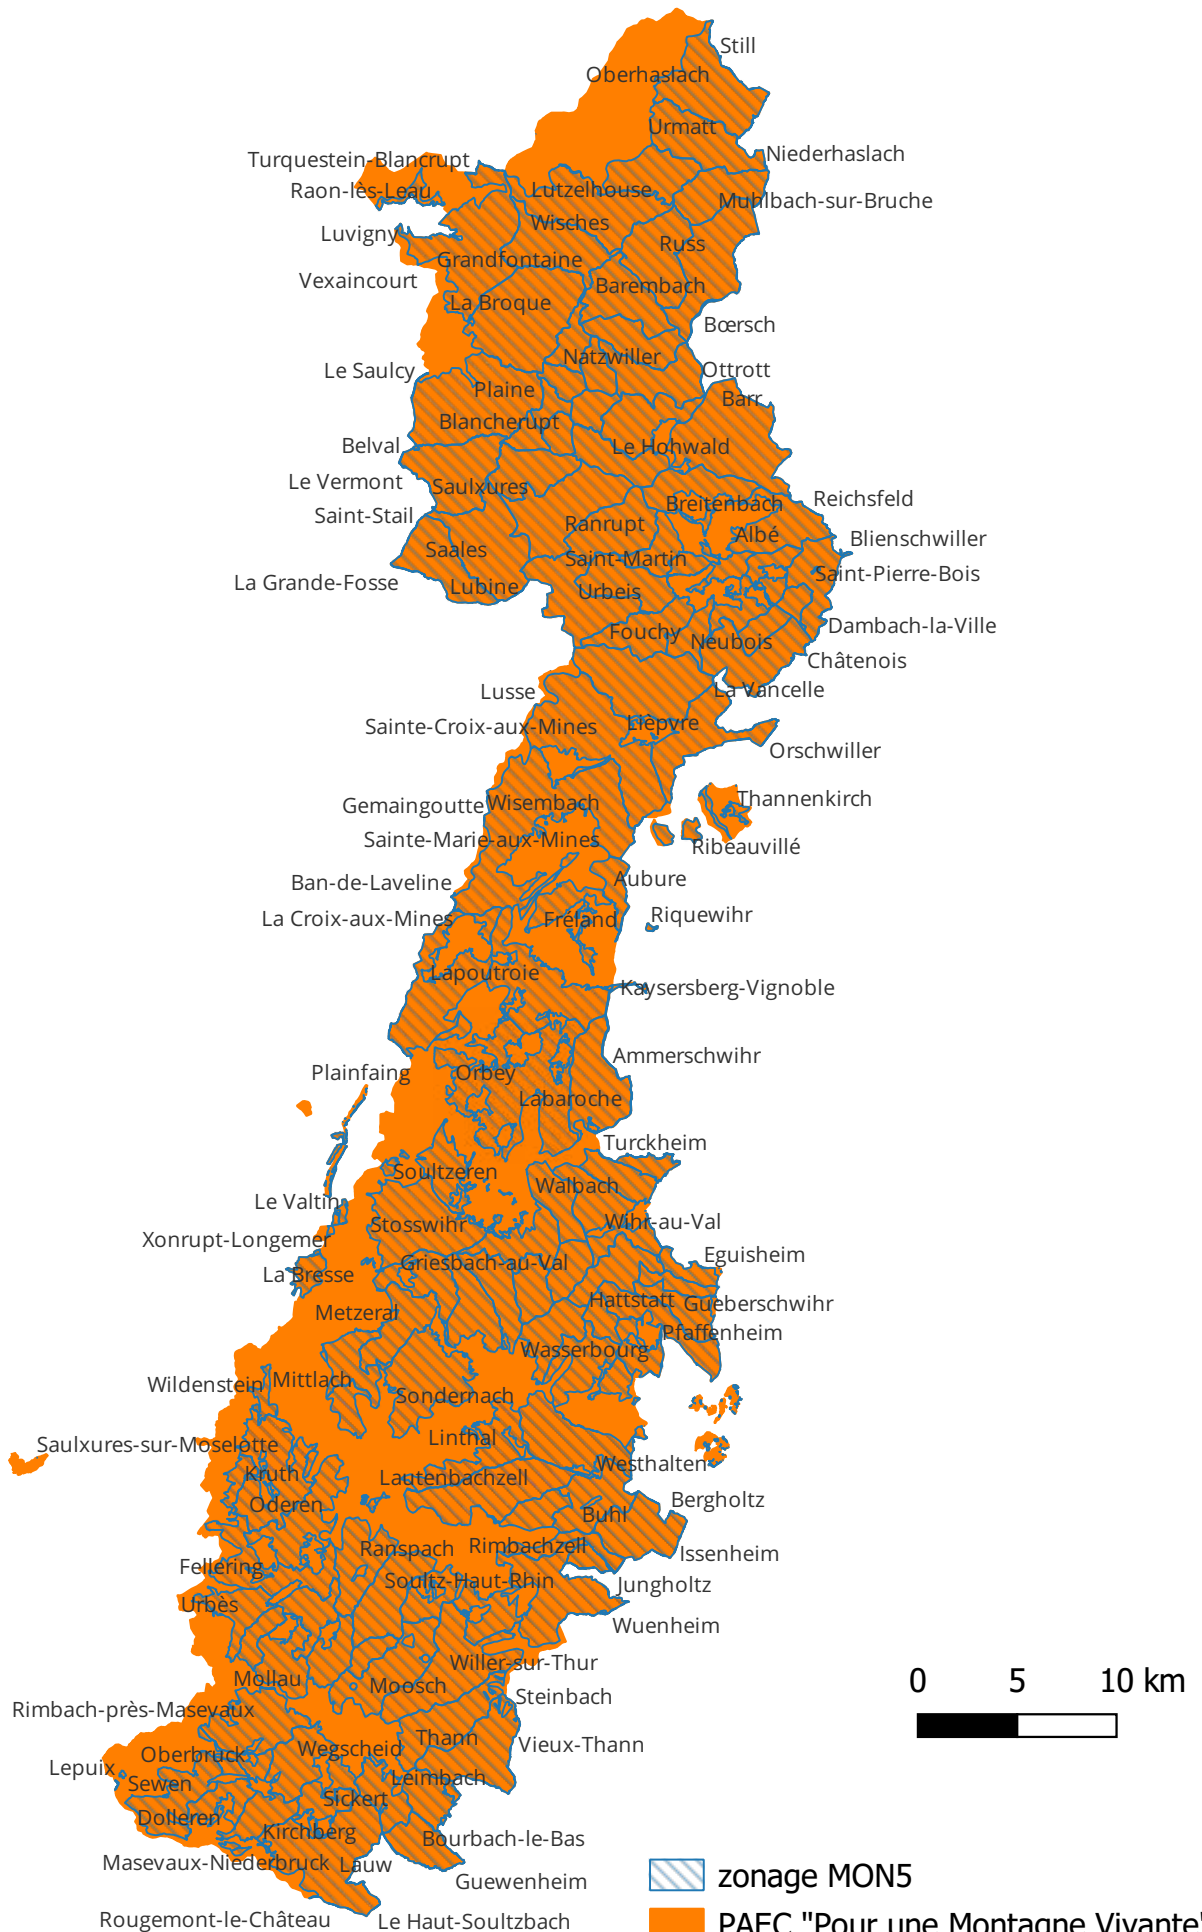 Still
Oberhaslach
Urmatt
Niederhaslach
Turquestein-Blancrupt
Raon-lès-Leau
Lutzelhouse
Muhlbach-sur-Bruche
Wisches
Luvigny
Russ
Grandfontaine
Vexaincourt
Barembach
La Broque
Bœrsch
Natzwiller
Le Saulcy
Ottrott
Plaine
Barr
Blancherupt
Belval
Le Hohwald
Le Vermont
Saulxures
Reichsfeld
Breitenbach
Saint-Stail
Ranrupt
Albé
Blienschwiller
Saales
Saint-Martin
Saint-Pierre-Bois
La Grande-Fosse
Lubine
Urbeis
Dambach-la-Ville
Fouchy
Neubois
Châtenois
Lusse
La Vancelle
Sainte-Croix-aux-Mines
Lièpvre
Orschwiller
Gemaingoutte
Wisembach
Thannenkirch
Sainte-Marie-aux-Mines
Ribeauvillé
Ban-de-Laveline
Aubure
La Croix-aux-Mines
Fréland
Riquewihr
Lapoutroie
Kaysersberg-Vignoble
Ammerschwihr
Plainfaing
Orbey
Labaroche
Turckheim
Soultzeren
Walbach
Le Valtin
Stosswihr
Wihr-au-Val
Xonrupt-Longemer
Eguisheim
Griesbach-au-Val
La Bresse
Hattstatt
Gueberschwihr
Metzeral
Pfaffenheim
Wasserbourg
Wildenstein
Mittlach
Sondernach
Linthal
Saulxures-sur-Moselotte
Westhalten
Kruth
Lautenbachzell
Bergholtz
Oderen
Buhl
Ranspach
Rimbachzell
Issenheim
Fellering
Soultz-Haut-Rhin
Jungholtz
Urbès
Wuenheim
Willer-sur-Thur
Mollau
Moosch
Steinbach
Rimbach-près-Masevaux
Thann
Vieux-Thann
Oberbruck
Wegscheid
Lepuix
Sewen
Leimbach
Sickert
Dolleren
Kirchberg
Bourbach-le-Bas
Masevaux-Niederbruck
Lauw
Guewenheim
Rougemont-le-Château
Le Haut-Soultzbach
0 5 10 km
zonage MON5
PAEC "Pour une Montagne Vivante"